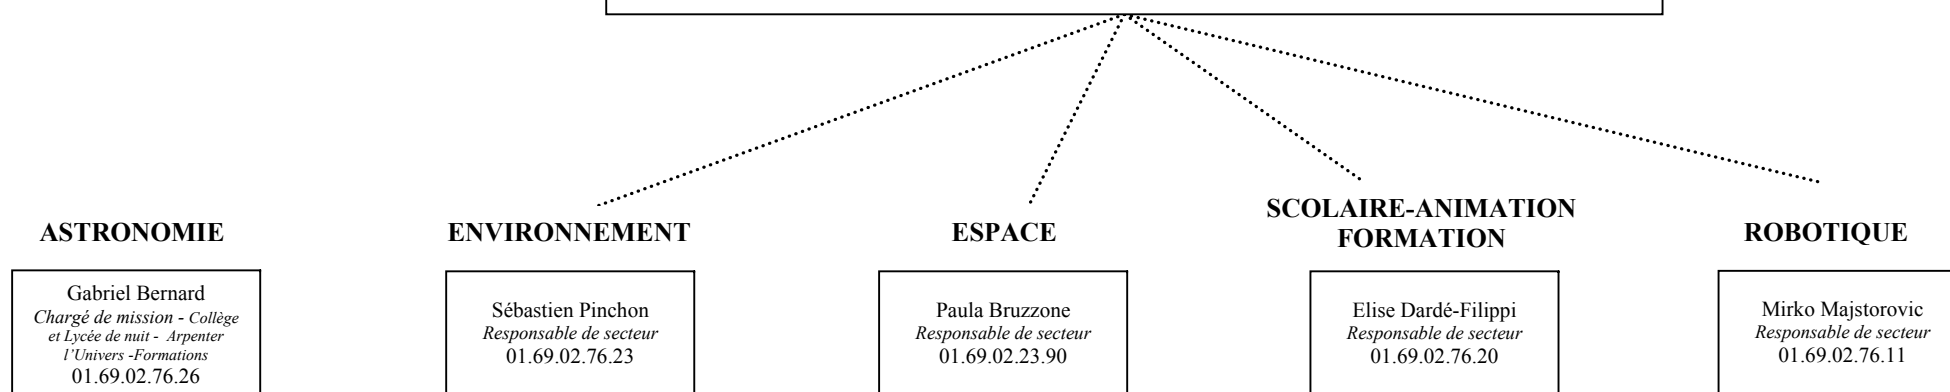 ASTRONOMIE
Gabriel Bernard
Chargé de mission - Collège
et Lycée de nuit - Arpenter
l'Univers -Formations
01.69.02.76.26
ENVIRONNEMENT
Sébastien Pinchon
Responsable de secteur
01.69.02.76.23
ESPACE
Paula Bruzzone
Responsable de secteur
01.69.02.23.90
SCOLAIRE-ANIMATION
FORMATION
Elise Dardé-Filippi
Responsable de secteur
01.69.02.76.20
ROBOTIQUE
Mirko Majstorovic
Responsable de secteur
01.69.02.76.11